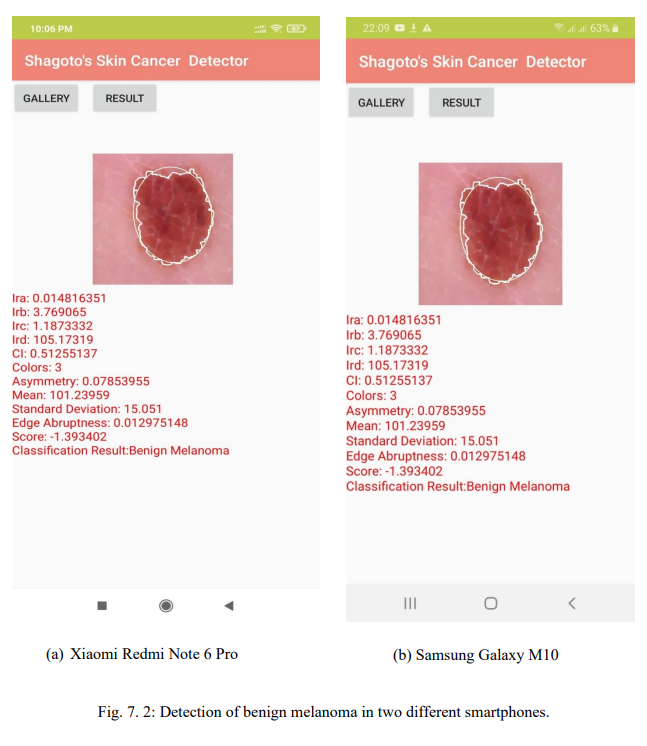 10:06 PM
Shagoto's Skin Cancer Detector
GALLERY RESULT
Ira: 0.014816351
Irb: 3.769065
Irc: 1.1873332
Ird: 105.17319
CI: 0.51255137
Colors: 3
Asymmetry: 0.07853955
Mean: 101.23959
Standard Deviation: 15.051
Edge Abruptness: 0.012975148
Score: -1.393402
Classification Result:Benign Melanoma
(a) Xiaomi Redmi Note 6 Pro
22:09 63%
Shagoto's Skin Cancer Detector
GALLERY RESULT
Ira: 0.014816351
Irb: 3.769065
Irc: 1.1873332
Ird: 105.17319
CI: 0.51255137
Colors: 3
Asymmetry: 0.07853955
Mean: 101.23959
Standard Deviation: 15.051
Edge Abruptness: 0.012975148
Score: -1.393402
Classification Result:Benign Melanoma
(b) Samsung Galaxy M10
Fig. 7. 2: Detection of benign melanoma in two different smartphones.